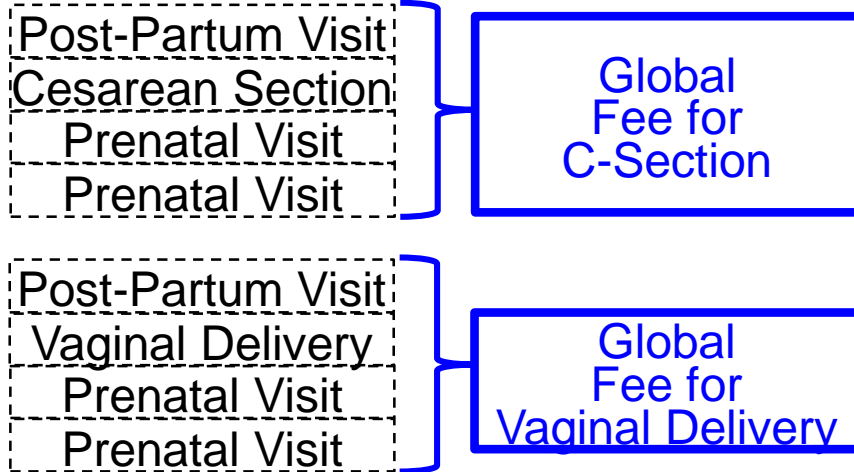 Post-Partum Visit
Cesarean Section
Prenatal Visit
Prenatal Visit
Global
Fee for
C-Section
Post-Partum Visit
Vaginal Delivery
Prenatal Visit
Prenatal Visit
Global
Fee for
Vaginal Delivery